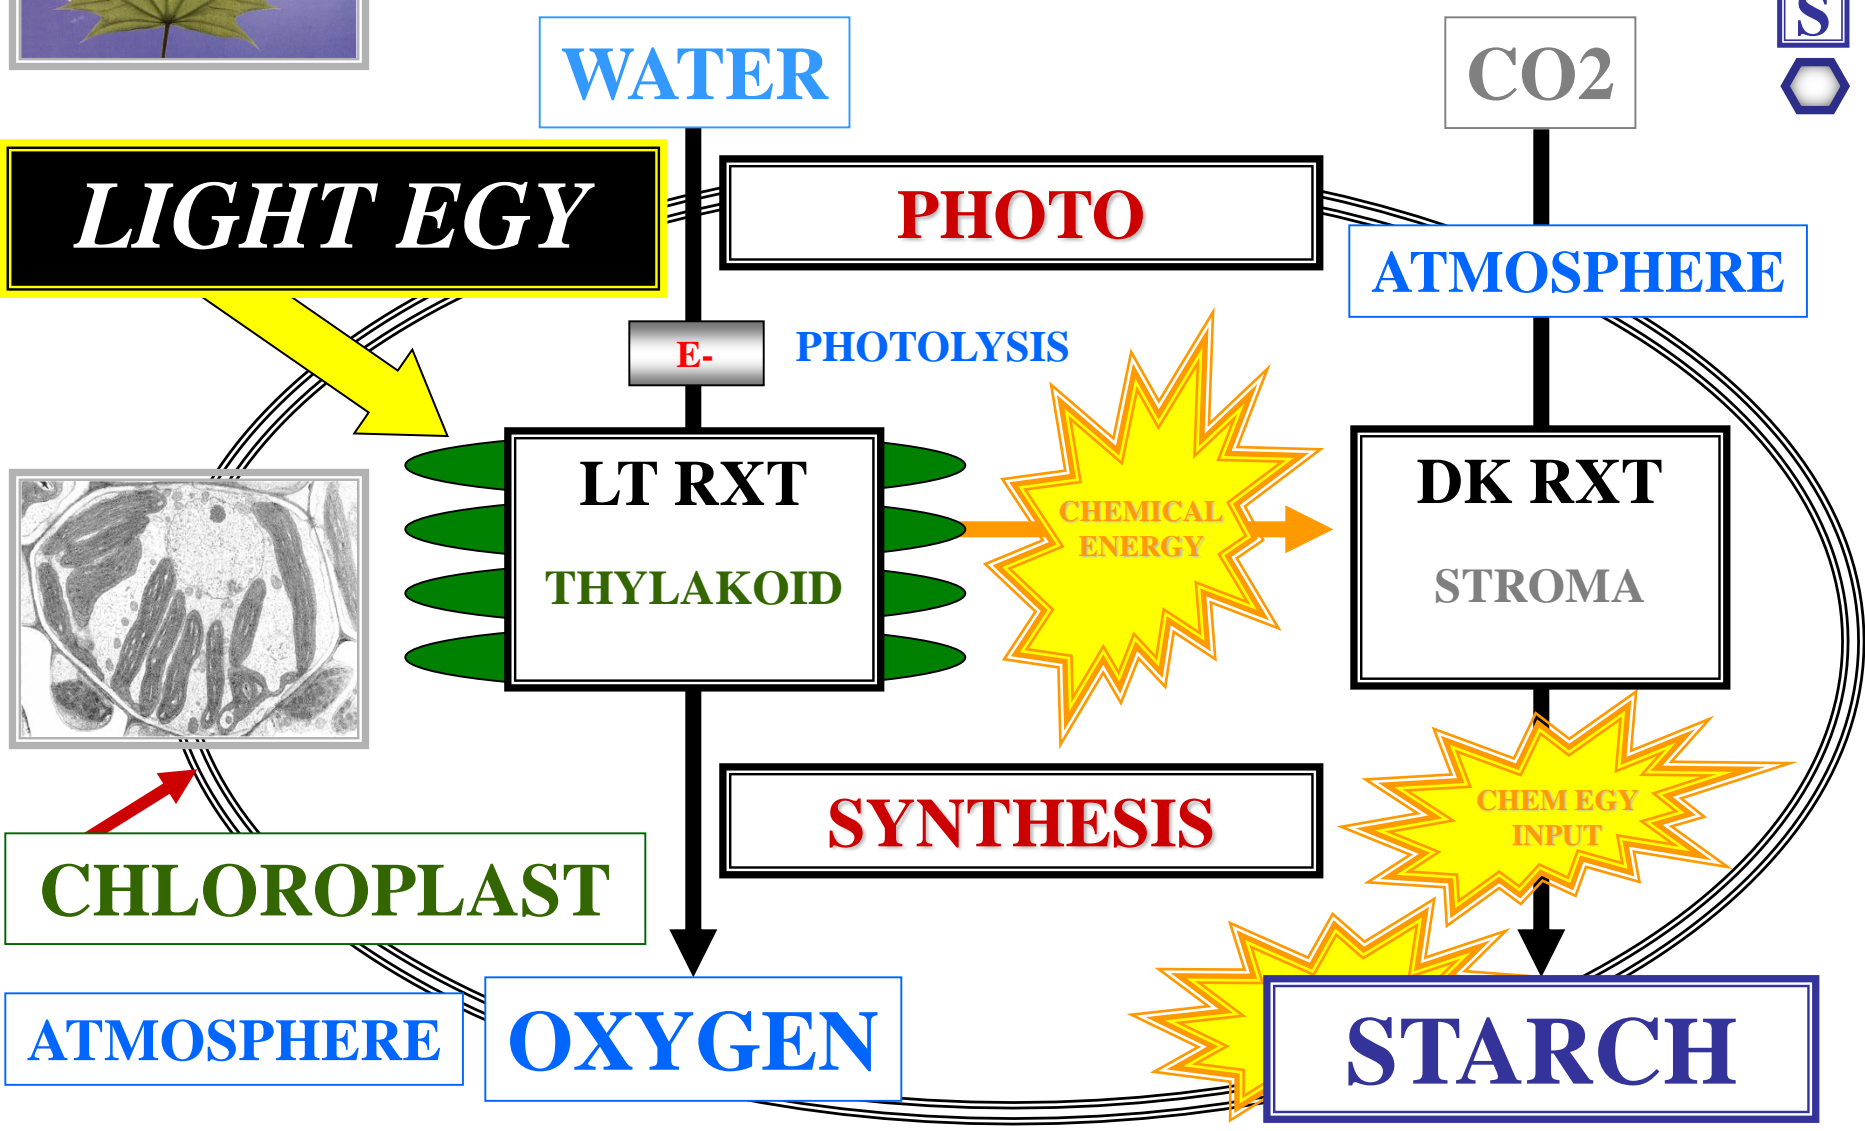 WATER
CO2
S
LIGHT EGY
PHOTO
ATMOSPHERE
E-
PHOTOLYSIS
LT RXT
THYLAKOID
CHEMICAL
ENERGY
DK RXT
STROMA
SYNTHESIS
CHEM EGY
INPUT
CHLOROPLAST
ATMOSPHERE
OXYGEN
STARCH